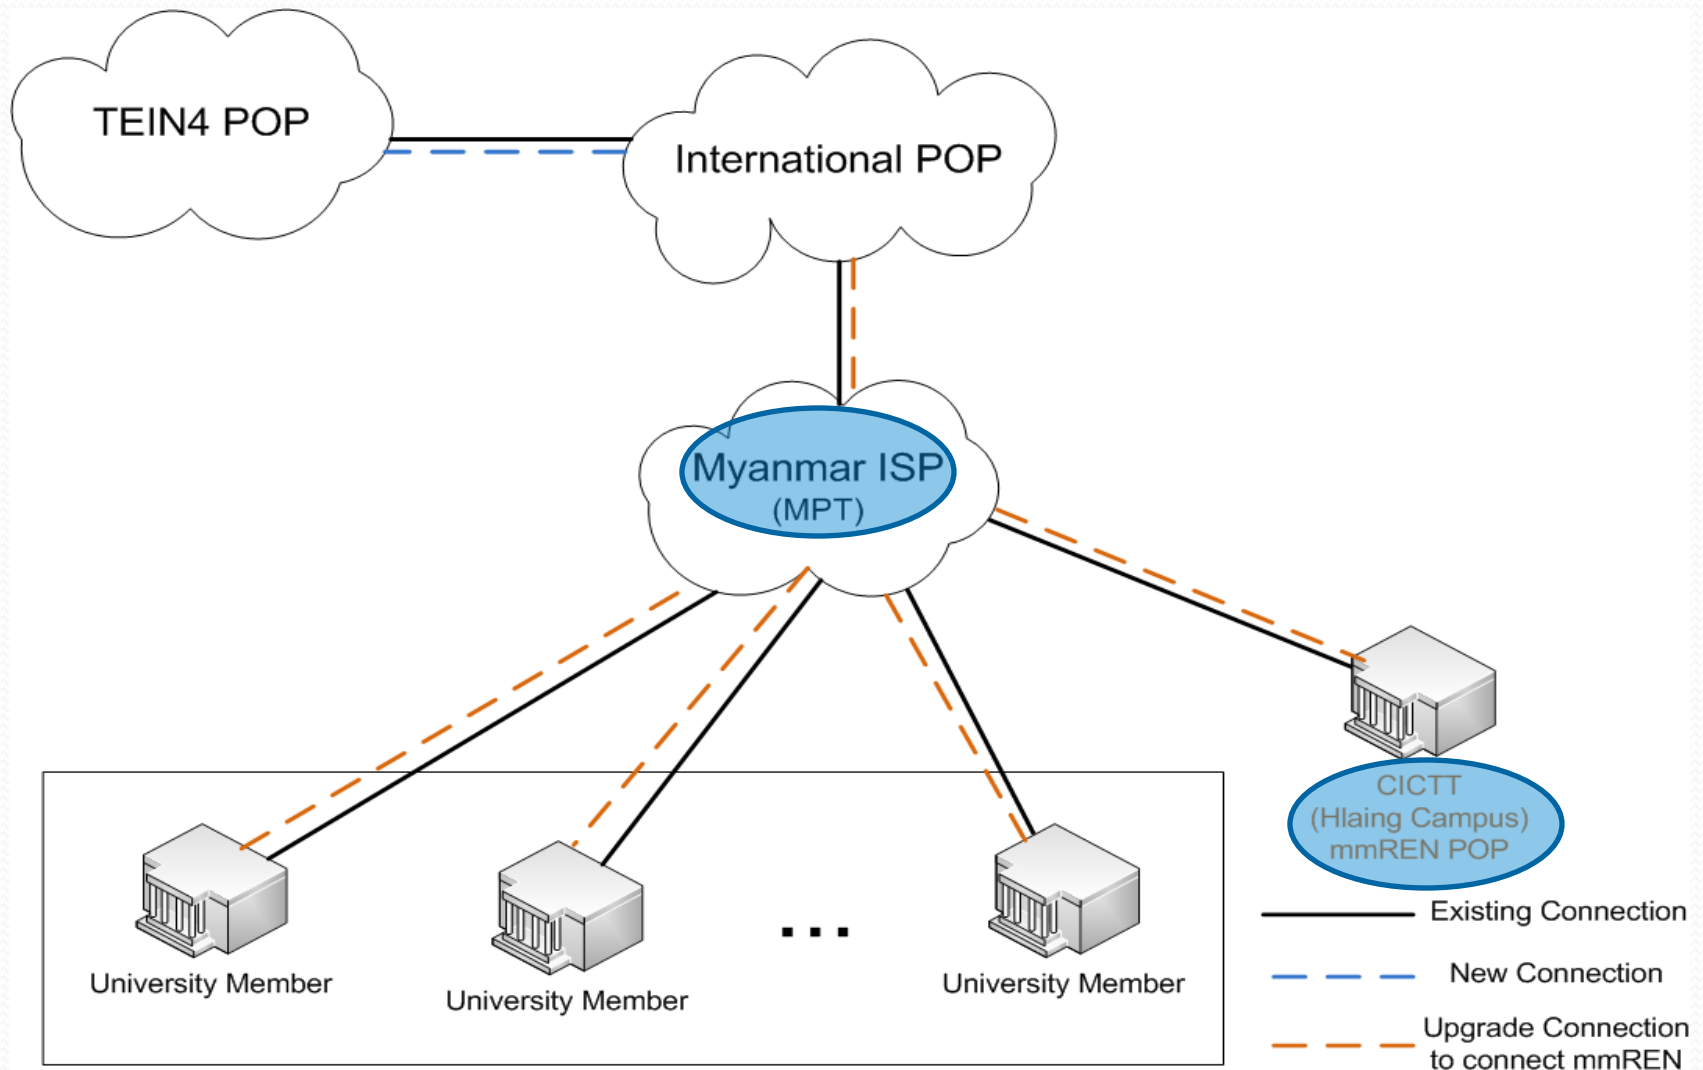 TEIN4 POP
International POP
Myanmar ISP
(MPT)
CICTT
(Hlaing Campus)
mmREN POP
...
University Member
University Member
University Member
Existing Connection
New Connection
Upgrade Connection
to connect mmREN